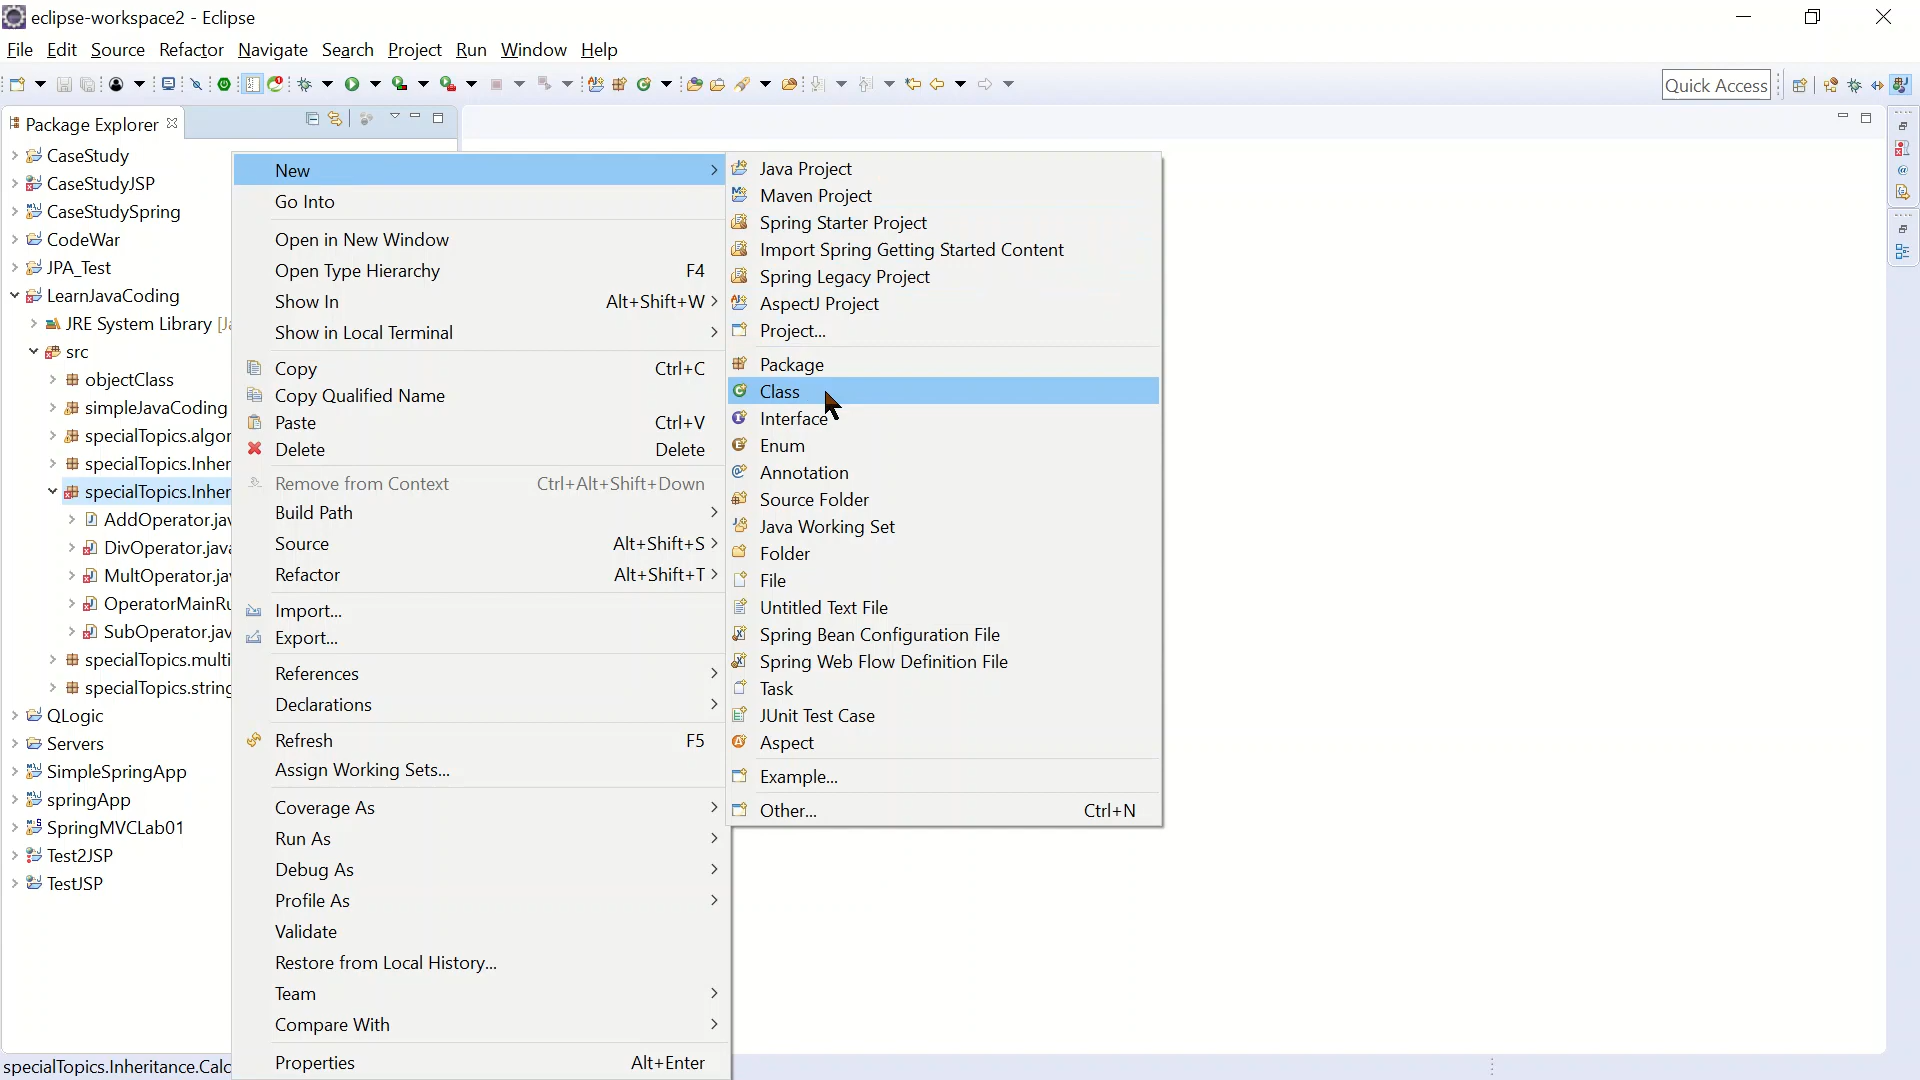 eclipse-workspace2 - Eclipse
File Edit Source Refactor Navigate Search Project Run Window Help
Quick Access
Package Explorer
CaseStudy
CaseStudyJSP
CaseStudySpring
CodeWar
JPA_Test
LearnJavaCoding
JRE System Library [Ja
src
objectClass
simpleJavaCoding
specialTopics.algor
specialTopics.Inher
specialTopics.Inher
AddOperator.jav
DivOperator.java
MultOperator.jav
OperatorMainRu
SubOperator.jav
specialTopics.multi
specialTopics.string
QLogic
Servers
SimpleSpringApp
springApp
SpringMVCLab01
Test2JSP
TestJSP
specialTopics.Inheritance.Calc
New
Go Into
Open in New Window
Open Type Hierarchy F4
Show In Alt+Shift+W
Show in Local Terminal
Copy Ctrl+C
Copy Qualified Name
Paste Ctrl+V
Delete Delete
Remove from Context Ctrl+Alt+Shift+Down
Build Path
Source Alt+Shift+S
Refactor Alt+Shift+T
Import...
Export...
References
Declarations
Refresh F5
Assign Working Sets...
Coverage As
Run As
Debug As
Profile As
Validate
Restore from Local History...
Team
Compare With
Properties Alt+Enter
Java Project
Maven Project
Spring Starter Project
Import Spring Getting Started Content
Spring Legacy Project
AspectJ Project
Project...
Package
Class
Interface
Enum
Annotation
Source Folder
Java Working Set
Folder
File
Untitled Text File
Spring Bean Configuration File
Spring Web Flow Definition File
Task
JUnit Test Case
Aspect
Example...
Other... Ctrl+N